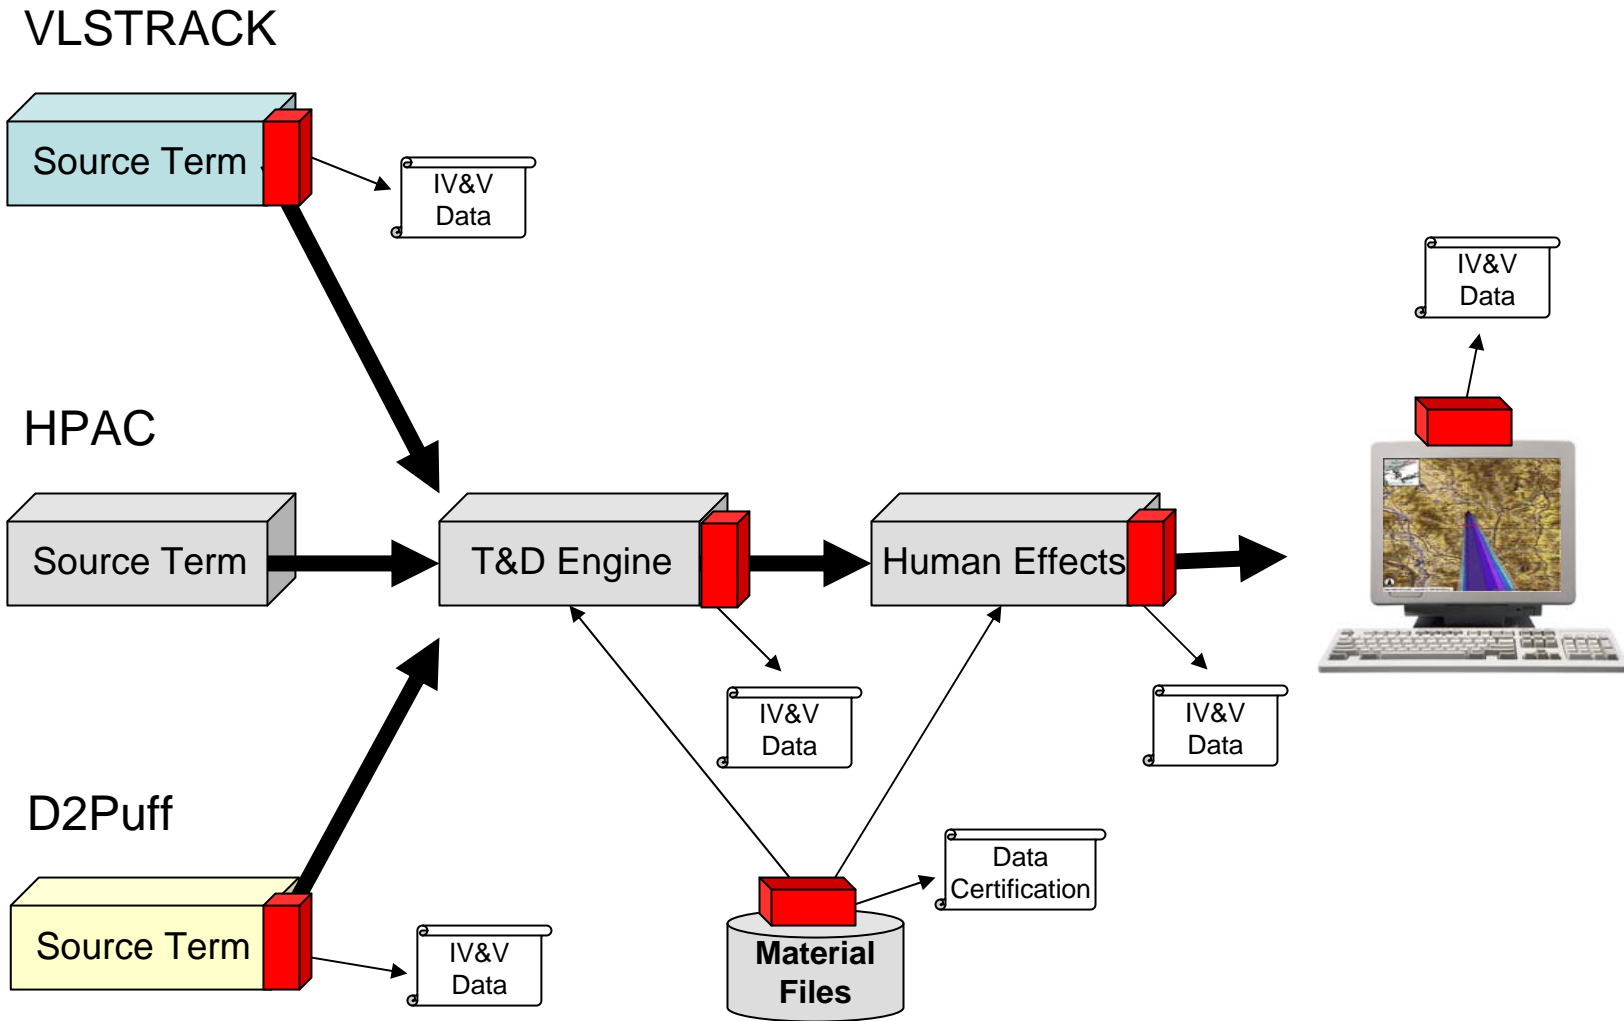 VLSTRACK
Source Term
IV&V
Data
IV&V
Data
HPAC
Source Term
T&D Engine
Human Effects
IV&V
Data
IV&V
Data
D2Puff
Source Term
IV&V
Data
Data
Certification
Material
Files